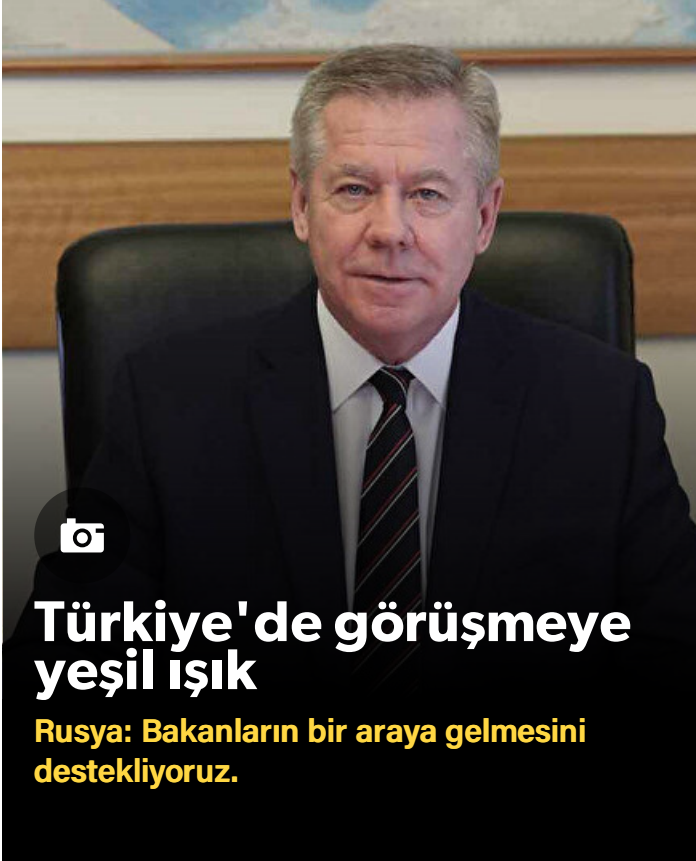 Türkiye'de görüşmeye
yeşil ışık
Rusya: Bakanların bir araya gelmesini
destekliyoruz.